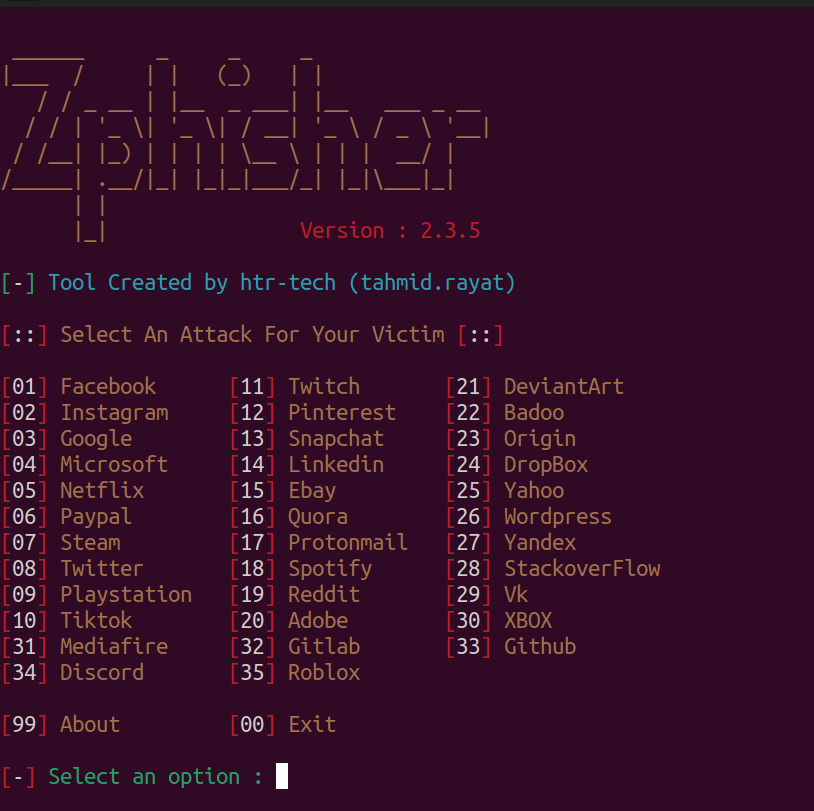 Zphisher
Version : 2.3.5
[-] Tool Created by htr-tech (tahmid.rayat)
[::] Select An Attack For Your Victim [::]
[01] Facebook [11] Twitch [21] DeviantArt
[02] Instagram [12] Pinterest [22] Badoo
[03] Google [13] Snapchat [23] Origin
[04] Microsoft [14] Linkedin [24] DropBox
[05] Netflix [15] Ebay [25] Yahoo
[06] Paypal [16] Quora [26] Wordpress
[07] Steam [17] Protonmail [27] Yandex
[08] Twitter [18] Spotify [28] StackoverFlow
[09] Playstation [19] Reddit [29] Vk
[10] Tiktok [20] Adobe [30] XBOX
[31] Mediafire [32] Gitlab [33] Github
[34] Discord [35] Roblox
[99] About [00] Exit
[-] Select an option :